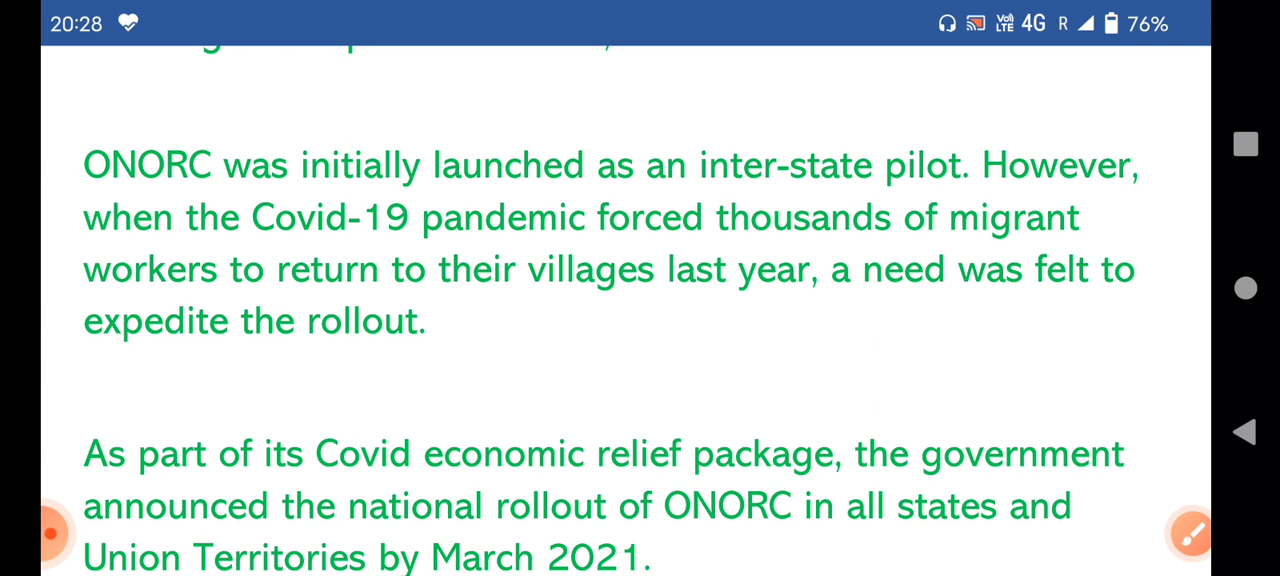 20:28 Vo) LTE 4G R 76%
ONORC was initially launched as an inter-state pilot. However,
when the Covid-19 pandemic forced thousands of migrant
workers to return to their villages last year, a need was felt to
expedite the rollout.
As part of its Covid economic relief package, the government
announced the national rollout of ONORC in all states and
Union Territories by March 2021.